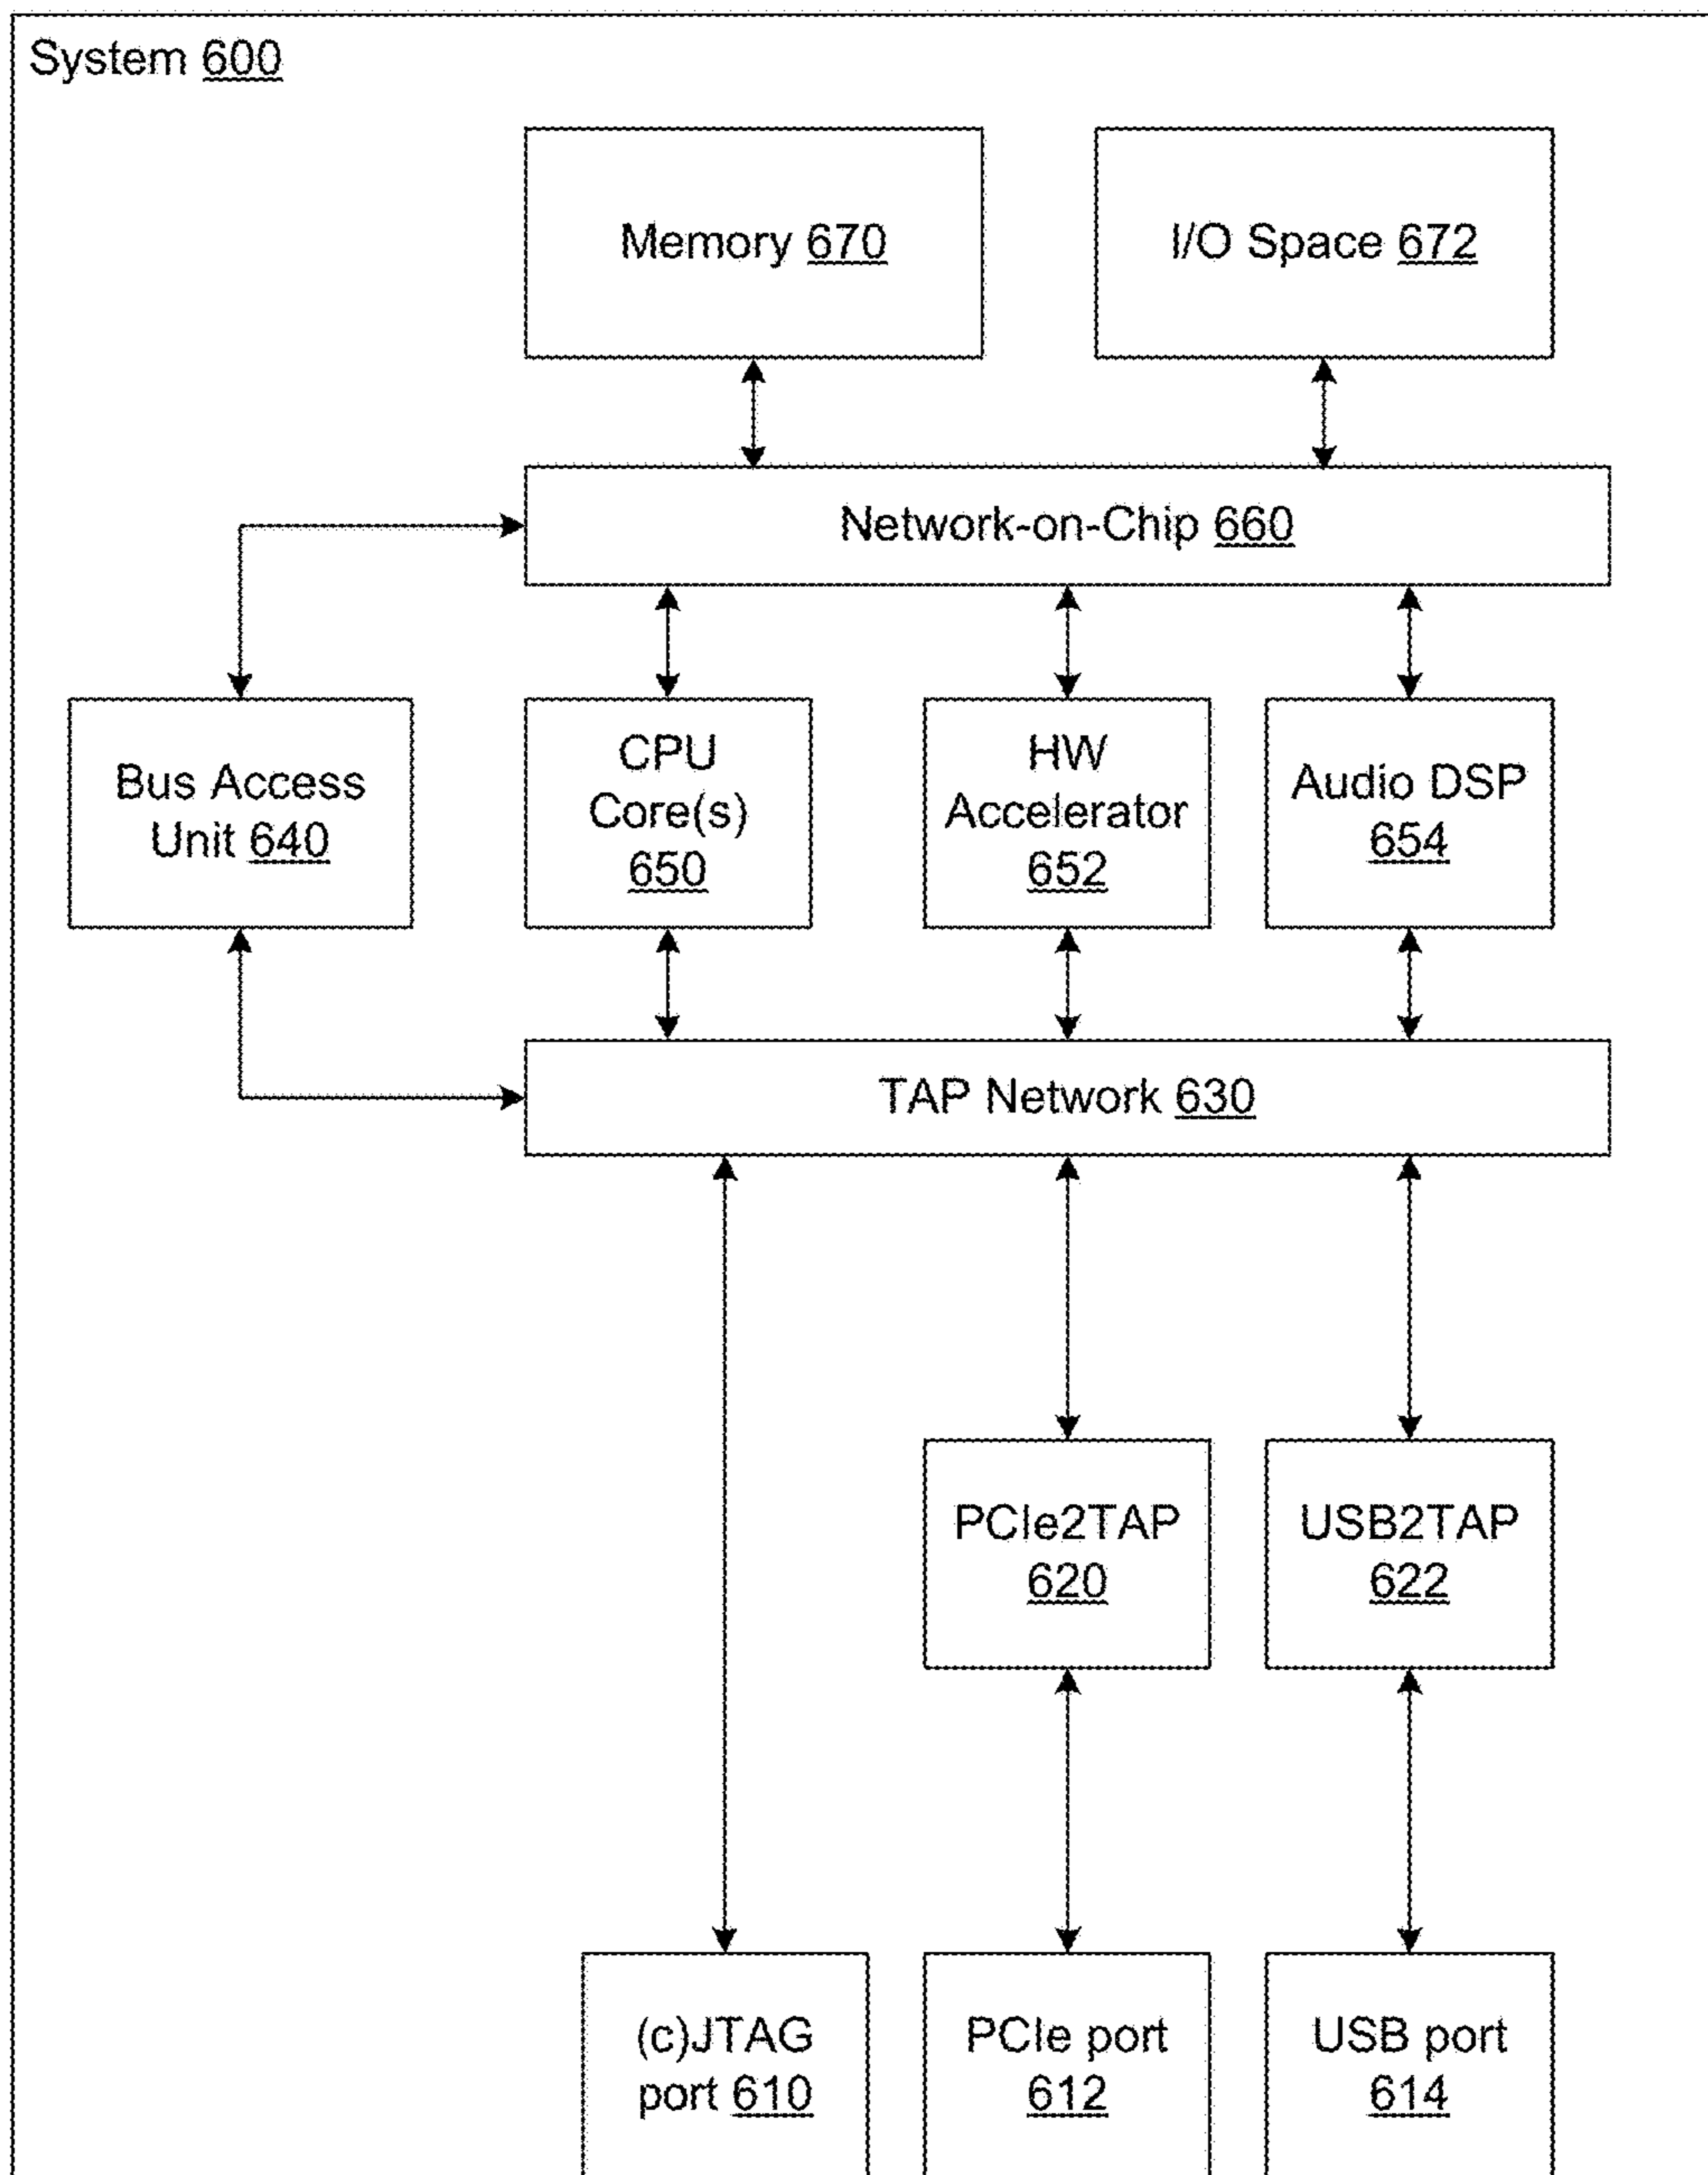 System 600
Memory 670
I/O Space 672
Network-on-Chip 660
Bus Access
Unit 640
CPU
Core(s)
650
HW
Accelerator
652
Audio DSP
654
TAP Network 630
PCIe2TAP
620
USB2TAP
622
(c)JTAG
port 610
PCIe port
612
USB port
614